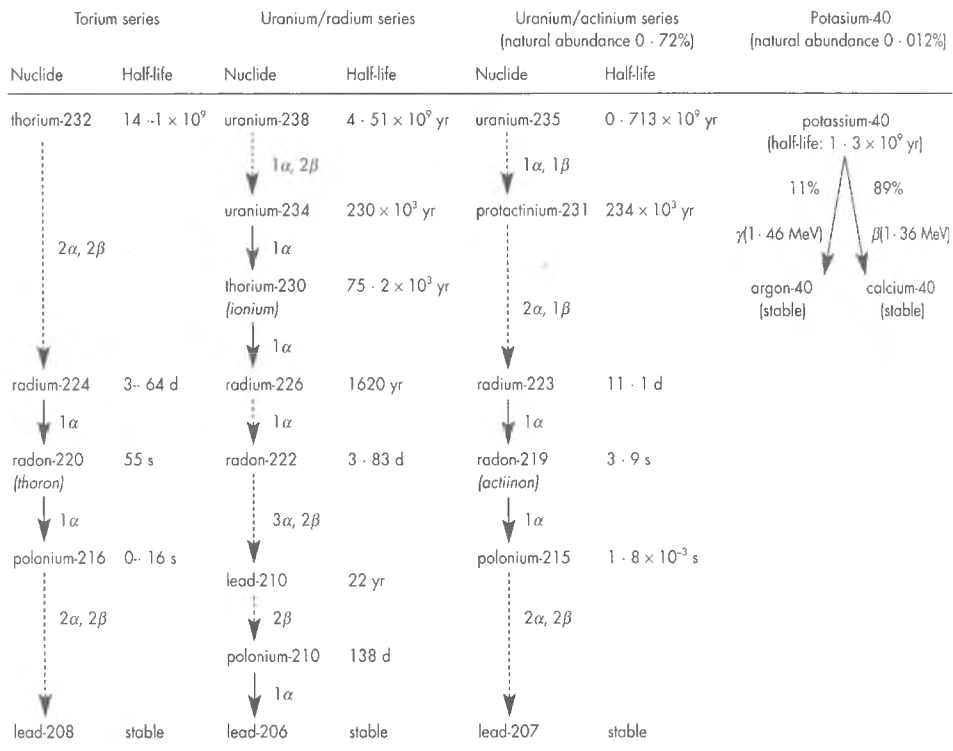 Torium series Uranium/radium series Uranium/actinium series Potasium-40
(natural abundance 0 · 72%) (natural abundance 0 · 012%)
Nuclide Half-life Nuclide Half-life Nuclide Half-life
thorium-232 14 ·-1 × 10⁹ uranium-238 4 · 51 × 10⁹ yr uranium-235 0 · 713 × 10⁹ yr potassium-40
(half-life: 1 · 3 × 10⁹ yr)
1α, 2β 1α, 1β
11% 89%
uranium-234 230 × 10³ yr protactinium-231 234 × 10³ yr
γ(1 · 46 MeV) β(1 · 36 MeV)
2α, 2β 1α
thorium-230 75 · 2 × 10³ yr argon-40 calcium-40
(ionium) 2α, 1β (stable) (stable)
1α
radium-224 3-· 64 d radium-226 1620 yr radium-223 11 · 1 d
1α 1α 1α
radon-220 55 s radon-222 3 · 83 d radon-219 3 · 9 s
(thoron) (actiinon)
1α 3α, 2β 1α
polonium-216 0-· 16 s polonium-215 1 · 8 × 10⁻³ s
lead-210 22 yr
2α, 2β 2β 2α, 2β
polonium-210 138 d
1α
lead-208 stable lead-206 stable lead-207 stable